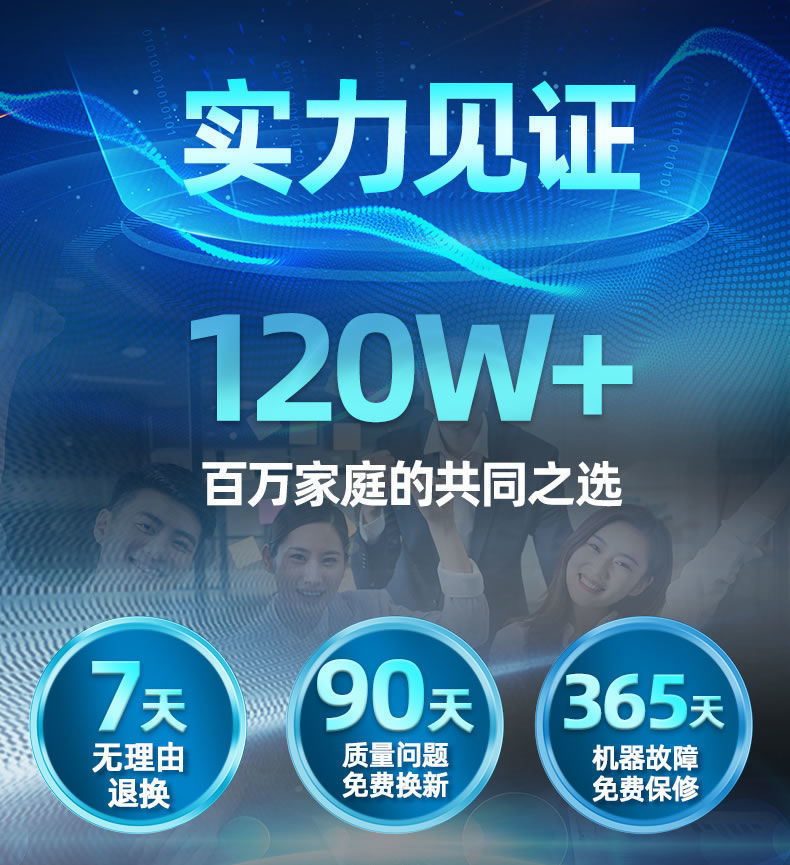 实力见证
120W+
百万家庭的共同之选
7天
无理由
退换
90天
质量问题
免费换新
365天
机器故障
免费保修